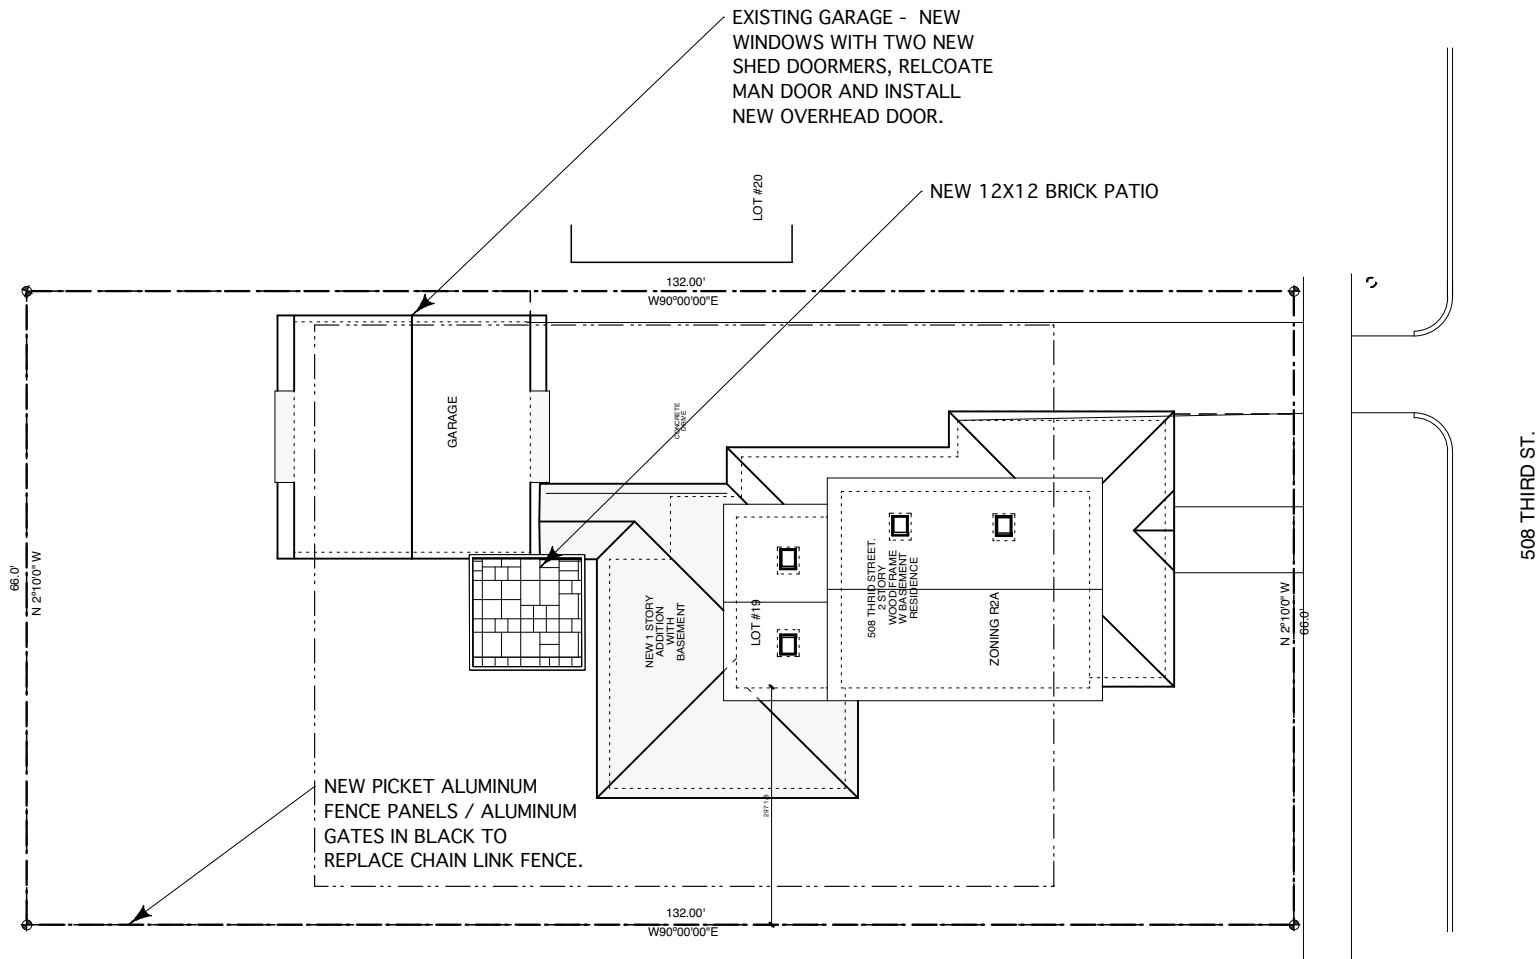 EXISTING GARAGE - NEW
WINDOWS WITH TWO NEW
SHED DOORMERS, RELCOATE
MAN DOOR AND INSTALL
NEW OVERHEAD DOOR.
LOT #20
NEW 12X12 BRICK PATIO
132.00'
W90°00'00"E
GARAGE
CONCRETE
DRIVE
508 THIRD ST.
66.0'
N 2°10'0" W
NEW 1 STORY
ADDITION
WITH
BASEMENT
LOT #19
508 THRID STREET.
2 STORY
WOOD FRAME
W BASEMENT
RESIDENCE
ZONING R2A
N 2°10'0" W
66.0'
NEW PICKET ALUMINUM
FENCE PANELS / ALUMINUM
GATES IN BLACK TO
REPLACE CHAIN LINK FENCE.
132.00'
W90°00'00"E